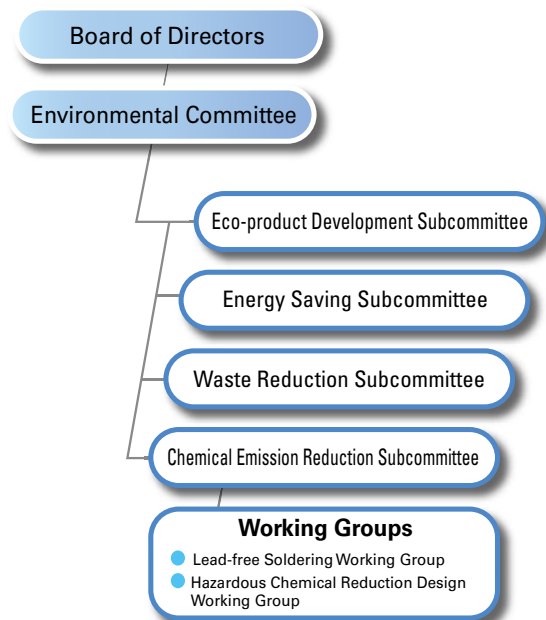 Board of Directors
Environmental Committee
Eco-product Development Subcommittee
Energy Saving Subcommittee
Waste Reduction Subcommittee
Chemical Emission Reduction Subcommittee
Working Groups
Lead-free Soldering Working Group
Hazardous Chemical Reduction Design
Working Group